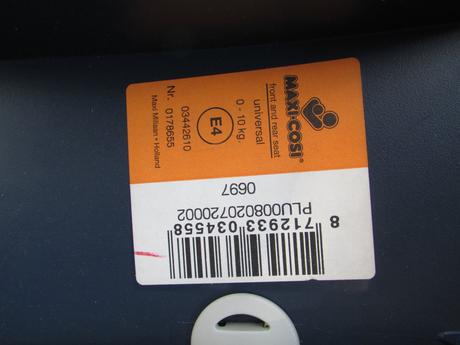 MAXI-COSI®
front and rear seat
universal
0 - 10 kg.
E4
03442610
Nr. 0178655
Maxi Miliaan • Holland
0697
PLU008020720002
8 712933 034558